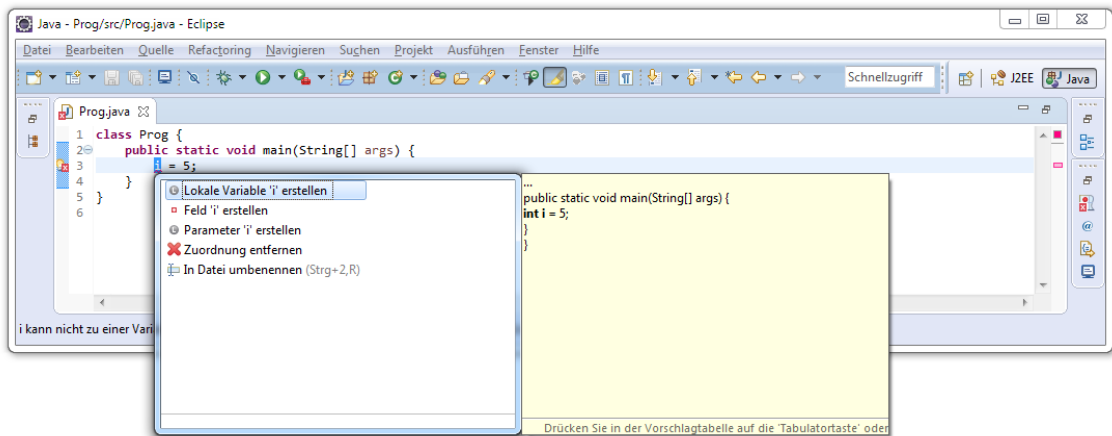 Java - Prog/src/Prog.java - Eclipse
Datei Bearbeiten Quelle Refactoring Navigieren Suchen Projekt Ausführen Fenster Hilfe
Schnellzugriff J2EE Java
Prog.java
1 class Prog {
2 public static void main(String[] args) {
3 i = 5;
4 }
5 }
6
Lokale Variable 'i' erstellen
Feld 'i' erstellen
Parameter 'i' erstellen
Zuordnung entfernen
In Datei umbenennen (Strg+2,R)
...
public static void main(String[] args) {
int i = 5;
}
}
Drücken Sie in der Vorschlagtabelle auf die 'Tabulatortaste' oder
i kann nicht zu einer Vari